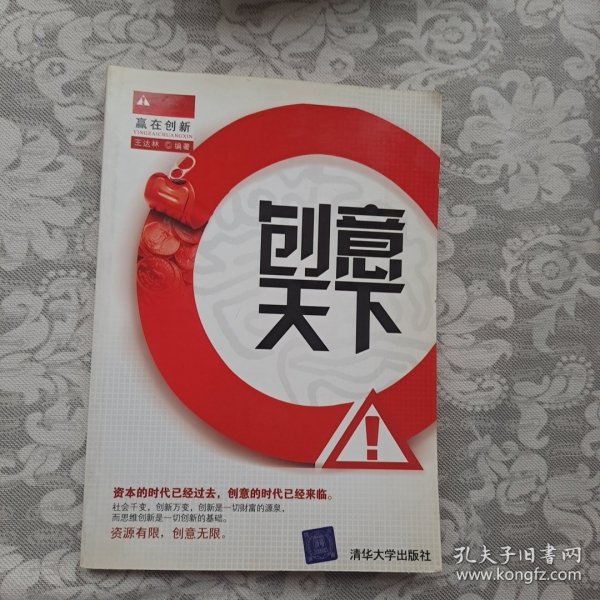 赢在创新
YINGZAICHUANGXIN
王达林 ◎编著
创意
天下
资本的时代已经过去，创意的时代已经来临。
社会千变，创新万变，创新是一切财富的源泉，
而思维创新是一切创新的基础。
资源有限，创意无限。
清华大学出版社
孔夫子旧书网
www.kongfz.com